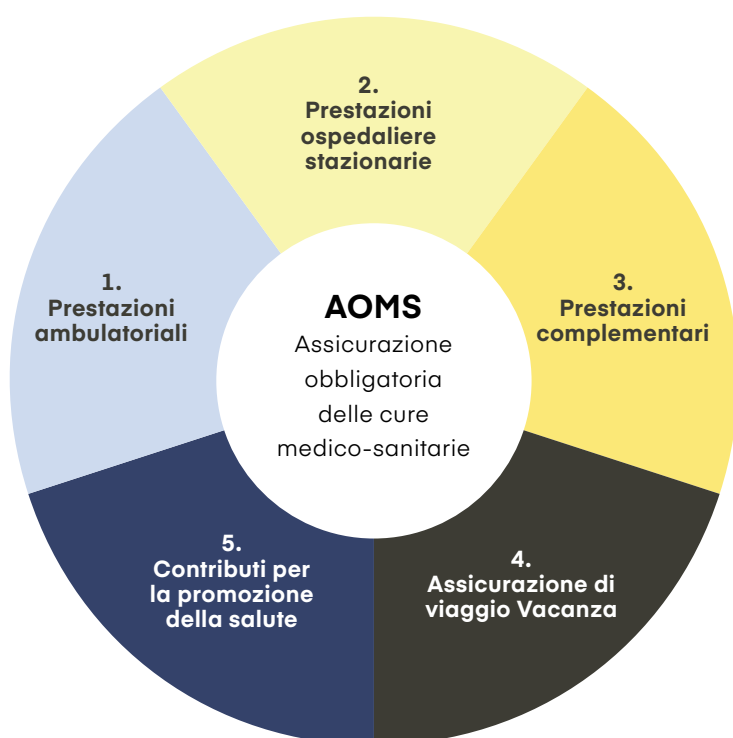 2.
Prestazioni
ospedaliere
stazionarie
1.
Prestazioni
ambulatoriali
AOMS
Assicurazione
obbligatoria
delle cure
medico-sanitarie
3.
Prestazioni
complementari
5.
Contributi per
la promozione
della salute
4.
Assicurazione di
viaggio Vacanza